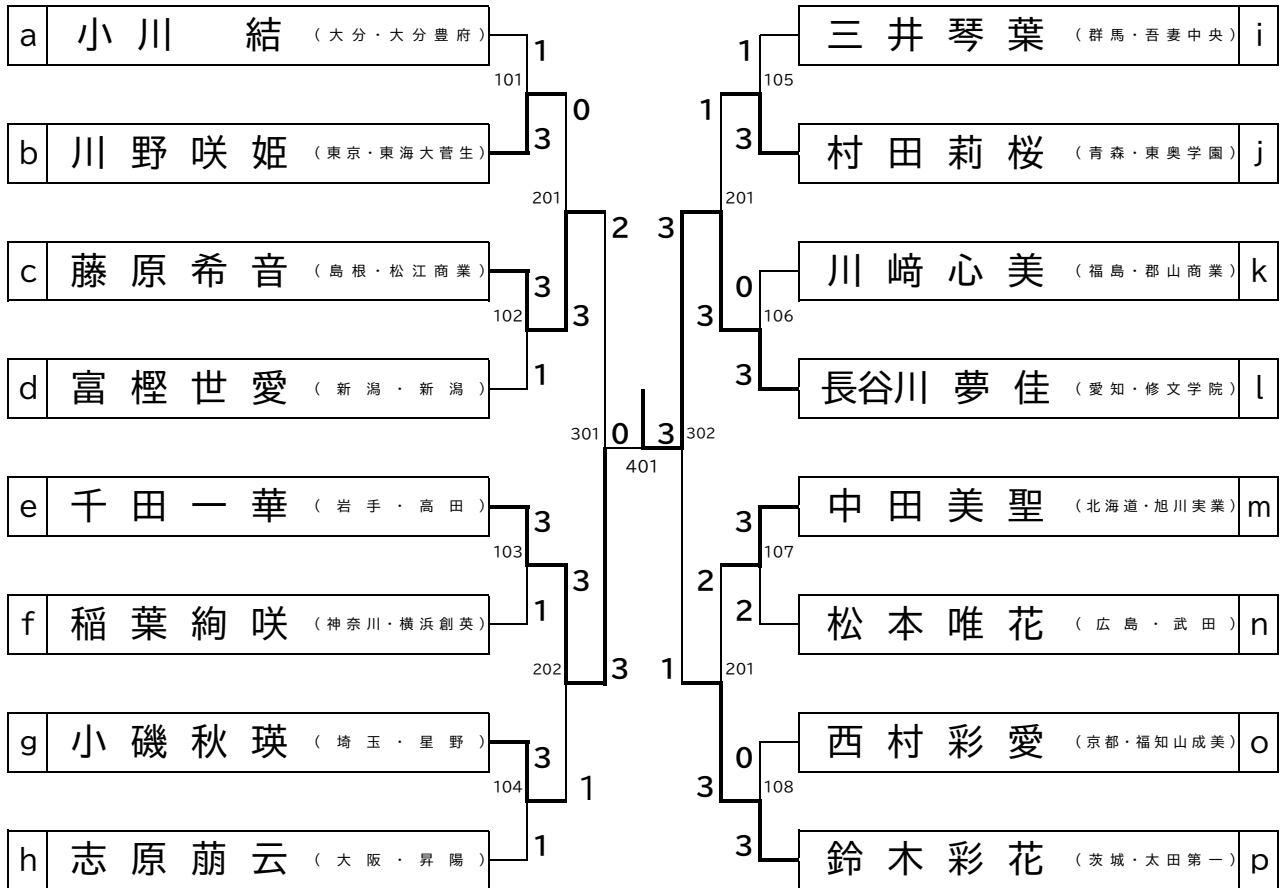 a 小川 結 (大分・大分豊府)
1
101
0
b 川野咲姫 (東京・東海大菅生)
3
201
2
c 藤原希音 (島根・松江商業)
3
102
3
d 富樫世愛 (新潟・新潟)
1
301
0
e 千田一華 (岩手・高田)
3
103
3
f 稲葉絢咲 (神奈川・横浜創英)
1
202
3
g 小磯秋瑛 (埼玉・星野)
3
104
1
h 志原萠云 (大阪・昇陽)
1
401
i 三井琴葉 (群馬・吾妻中央)
1
105
1
j 村田莉桜 (青森・東奥学園)
3
201
3
k 川﨑心美 (福島・郡山商業)
0
106
3
l 長谷川夢佳 (愛知・修文学院)
3
3
302
m 中田美聖 (北海道・旭川実業)
3
107
2
n 松本唯花 (広島・武田)
2
1
201
o 西村彩愛 (京都・福知山成美)
0
108
3
p 鈴木彩花 (茨城・太田第一)
3